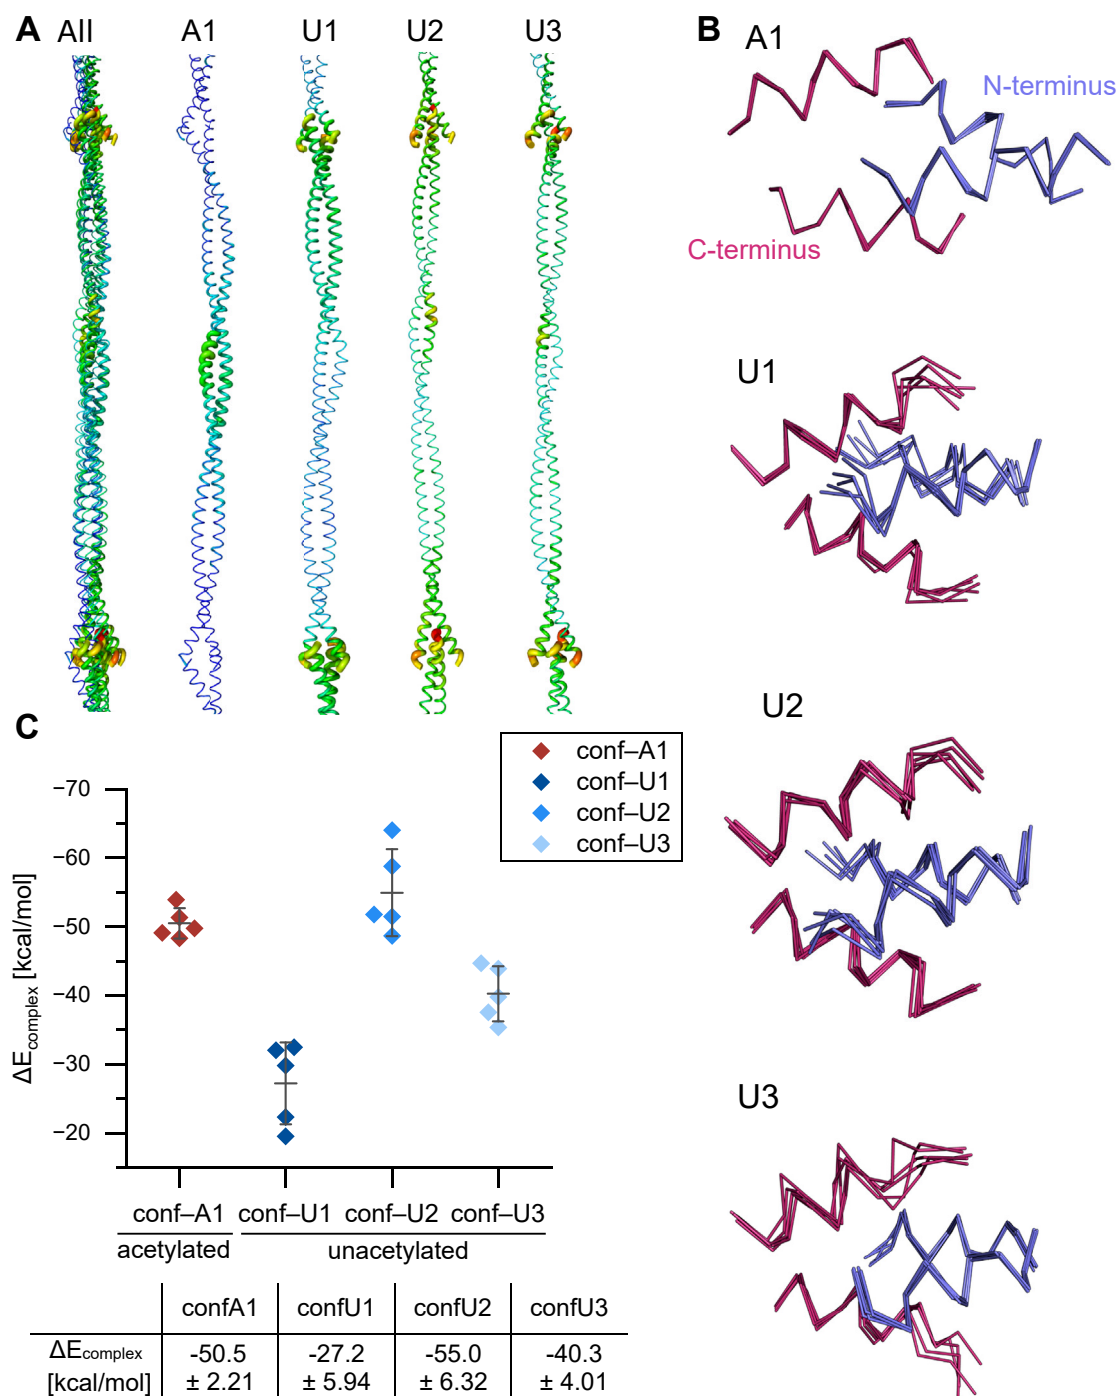 A
All
A1
U1
U2
U3
B
A1
N-terminus
C-terminus
U1
U2
U3
C
conf–A1
conf–U1
conf–U2
conf–U3
−70
−60
−50
−40
−30
−20
ΔEcomplex [kcal/mol]
conf–A1 conf–U1 conf–U2 conf–U3
acetylated unacetylated
confA1 confU1 confU2 confU3
ΔEcomplex -50.5 -27.2 -55.0 -40.3
[kcal/mol] ± 2.21 ± 5.94 ± 6.32 ± 4.01